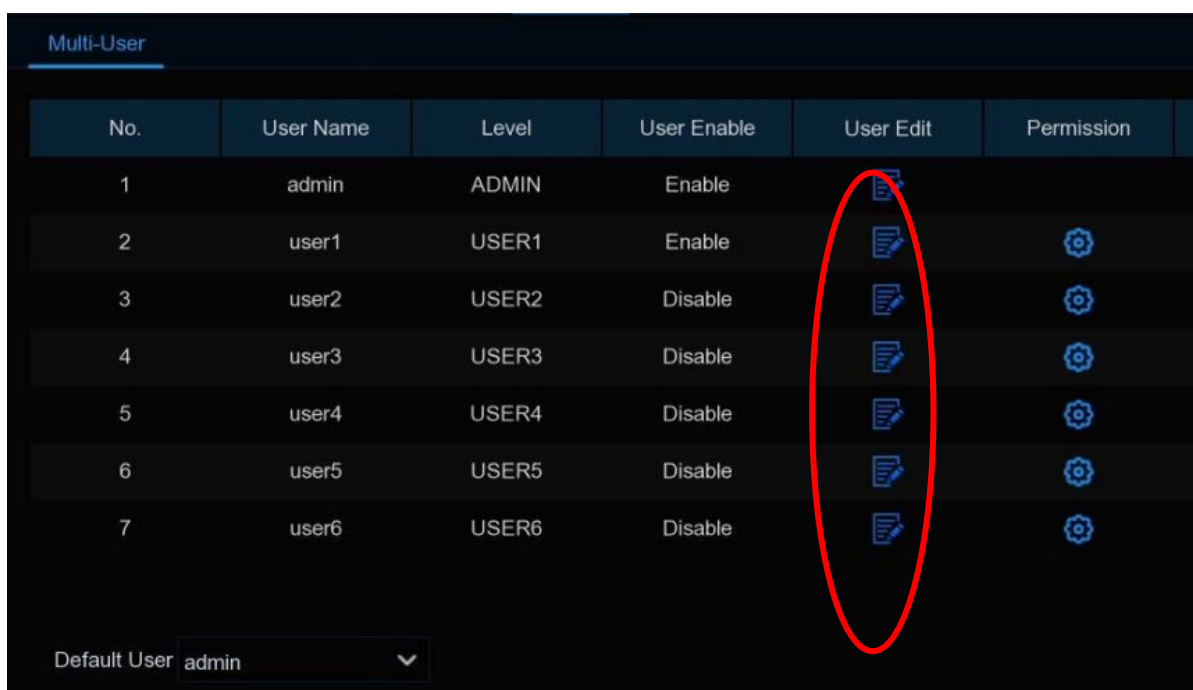 Multi-User
No. User Name Level User Enable User Edit Permission
1 admin ADMIN Enable
2 user1 USER1 Enable
3 user2 USER2 Disable
4 user3 USER3 Disable
5 user4 USER4 Disable
6 user5 USER5 Disable
7 user6 USER6 Disable
Default User admin